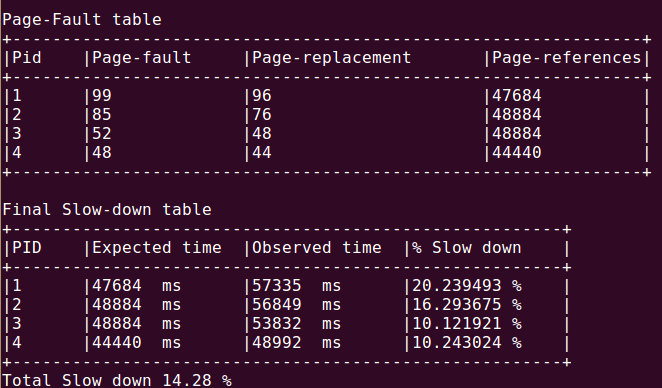 Page-Fault table
+---------------------------------------------------------------+
|Pid    |Page-fault     |Page-replacement       |Page-references|
+---------------------------------------------------------------+
|1      |99             |96                     |47684          |
|2      |85             |76                     |48884          |
|3      |52             |48                     |48884          |
|4      |48             |44                     |44440          |
+---------------------------------------------------------------+
Final Slow-down table
+-------------------------------------------------------+
|PID    |Expected time  |Observed time  |% Slow down    |
+-------------------------------------------------------+
|1      |47684  ms      |57335  ms      |20.239493 %    |
|2      |48884  ms      |56849  ms      |16.293675 %    |
|3      |48884  ms      |53832  ms      |10.121921 %    |
|4      |44440  ms      |48992  ms      |10.243024 %    |
+-------------------------------------------------------+
Total Slow down 14.28 %